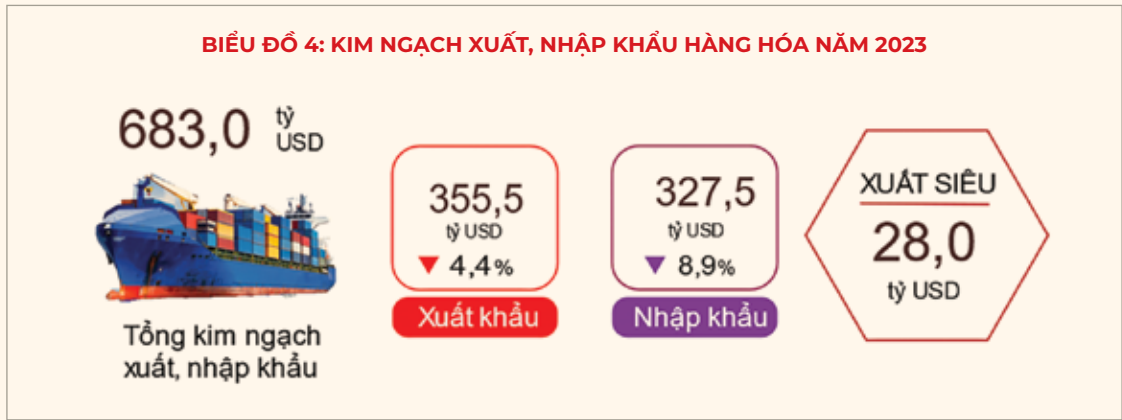 BIỂU ĐỒ 4: KIM NGẠCH XUẤT, NHẬP KHẨU HÀNG HÓA NĂM 2023
683,0 tỷ
USD
Tổng kim ngạch
xuất, nhập khẩu
355,5
tỷ USD
▼ 4,4%
Xuất khẩu
327,5
tỷ USD
▼ 8,9%
Nhập khẩu
XUẤT SIÊU
28,0
tỷ USD